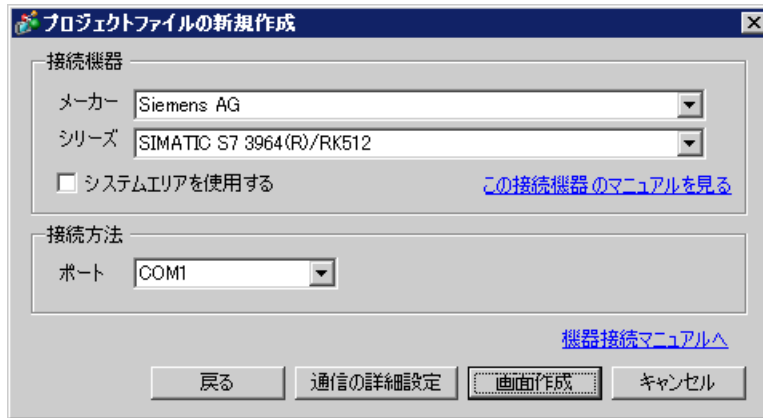 プロジェクトファイルの新規作成
接続機器
メーカー Siemens AG
シリーズ SIMATIC S7 3964(R)/RK512
システムエリアを使用する この接続機器のマニュアルを見る
接続方法
ポート COM1
機器接続マニュアルへ
戻る 通信の詳細設定 画面作成 キャンセル